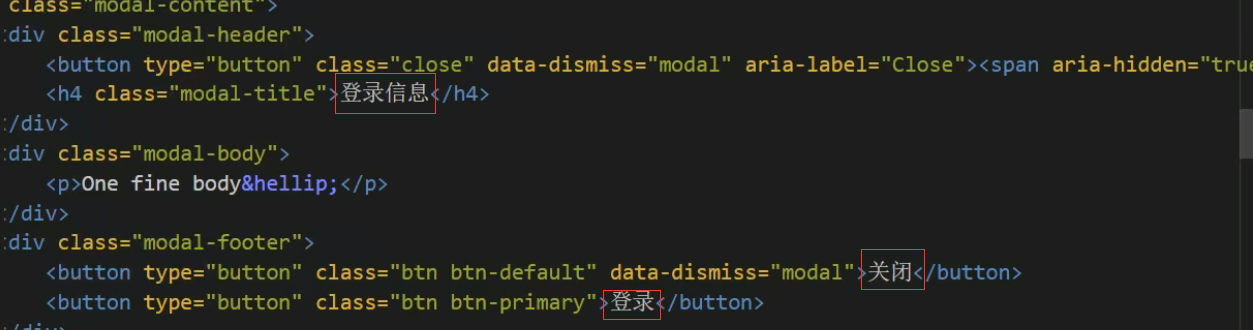 class="modal-content">
div class="modal-header">
<button type="button" class="close" data-dismiss="modal" aria-label="Close"><span aria-hidden="true
<h4 class="modal-title">登录信息</h4>
/div>
div class="modal-body">
<p>One fine body&hellip;</p>
/div>
div class="modal-footer">
<button type="button" class="btn btn-default" data-dismiss="modal">关闭</button>
<button type="button" class="btn btn-primary">登录</button>
/div>